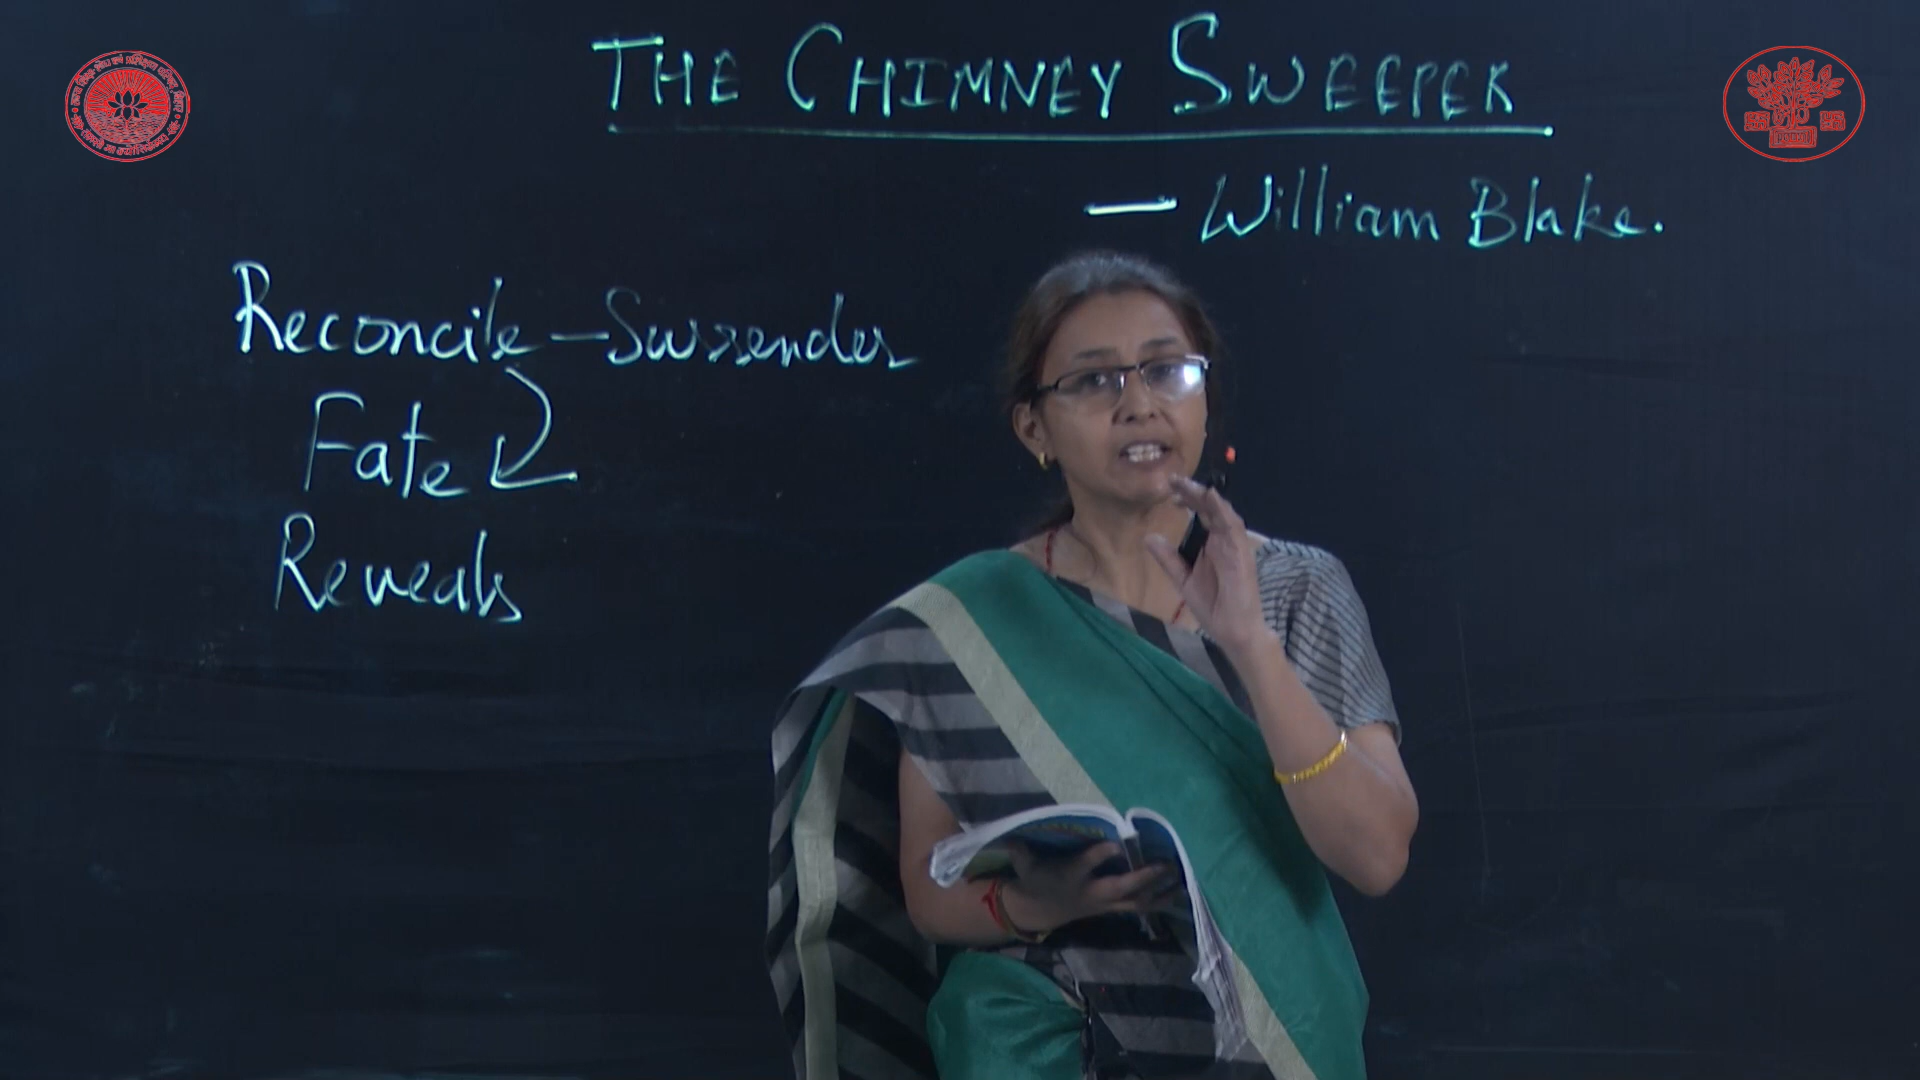 THE CHIMNEY SWEEPER
— William Blake.
Reconcile — Surrender
Fate
Reveals